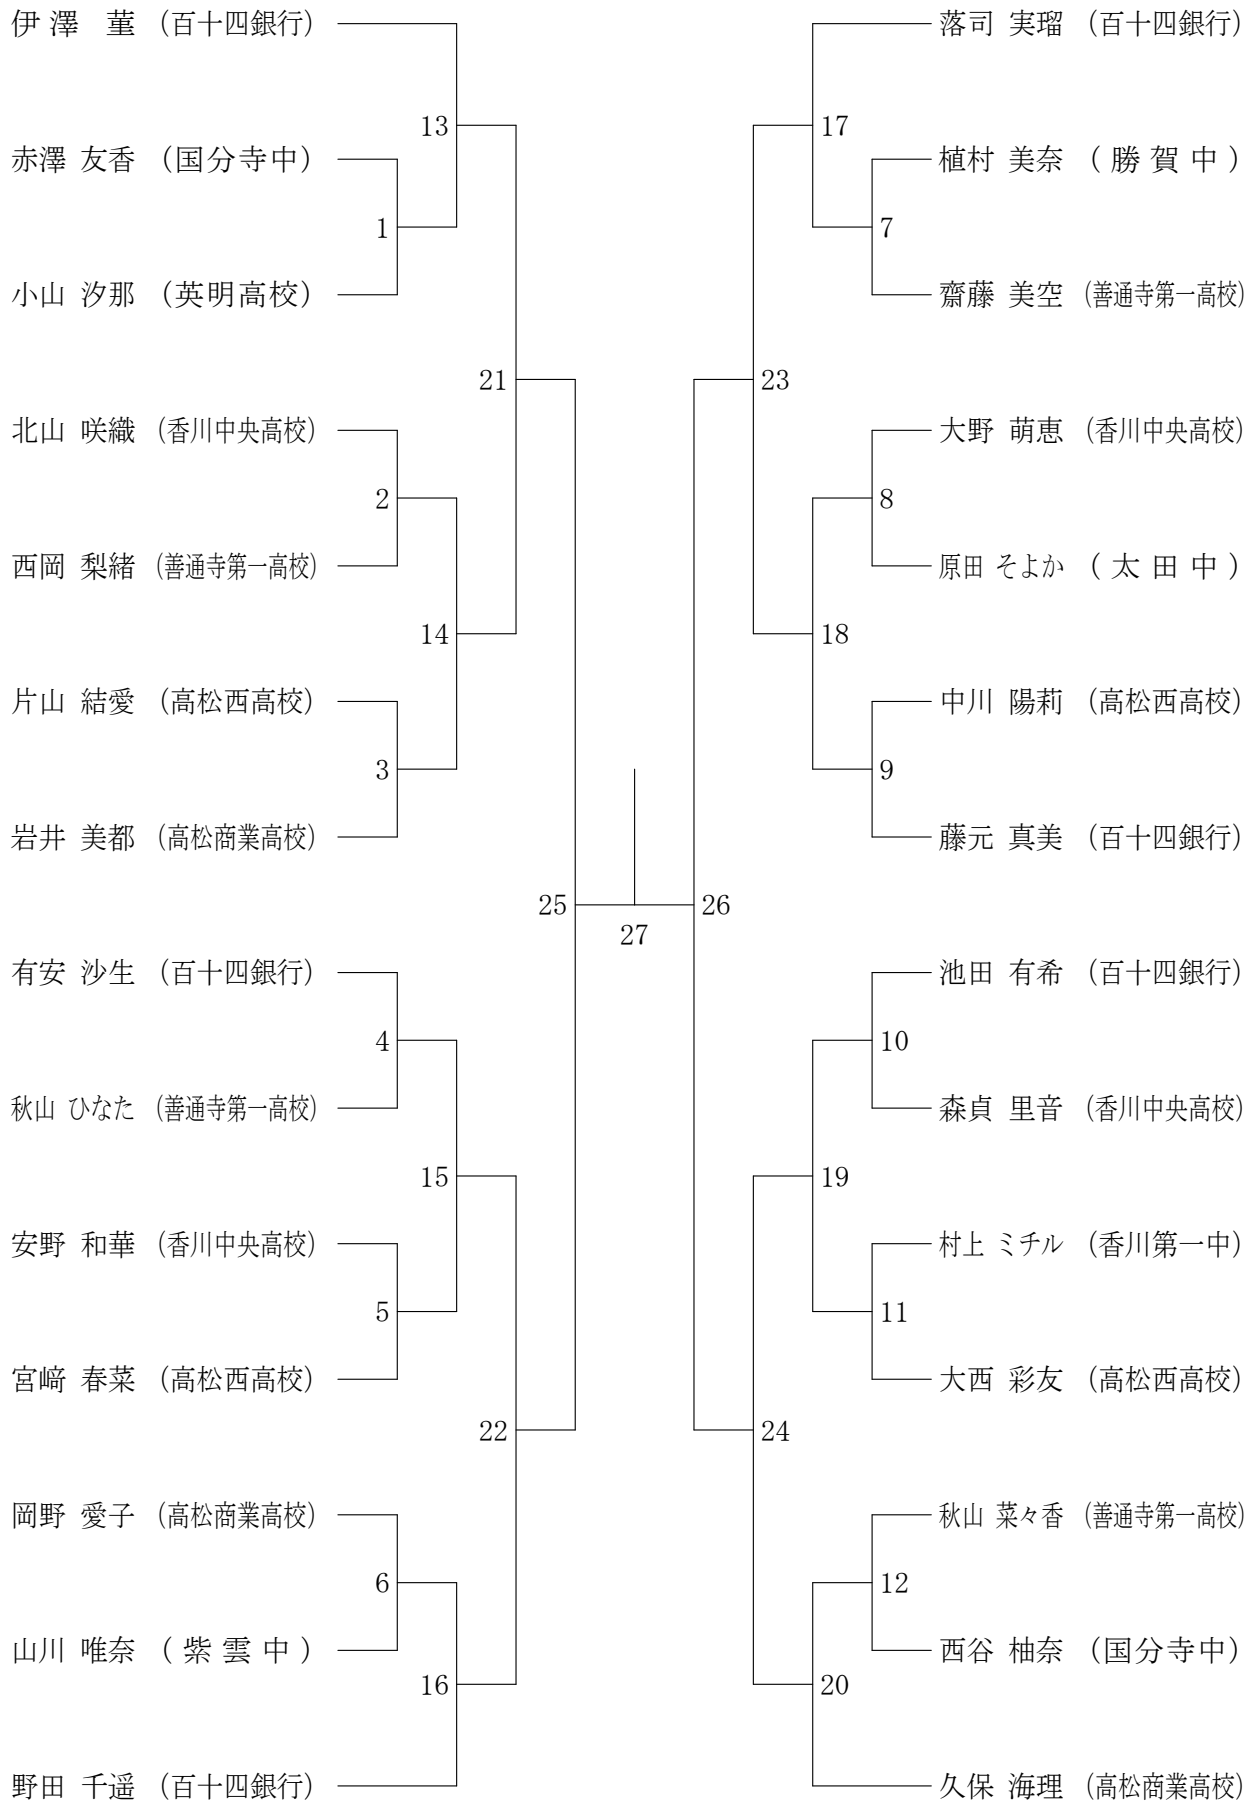 伊澤 菫 （百十四銀行）
13
赤澤 友香 （国分寺中）
1
小山 汐那 （英明高校）
21
北山 咲織 （香川中央高校）
2
西岡 梨緒 （善通寺第一高校）
14
片山 結愛 （高松西高校）
3
岩井 美都 （高松商業高校）
25
有安 沙生 （百十四銀行）
4
秋山 ひなた （善通寺第一高校）
15
安野 和華 （香川中央高校）
5
宮﨑 春菜 （高松西高校）
22
岡野 愛子 （高松商業高校）
6
山川 唯奈 （紫雲中）
16
野田 千遥 （百十四銀行）
27
落司 実瑠 （百十四銀行）
17
植村 美奈 （勝賀中）
7
齋藤 美空 （善通寺第一高校）
23
大野 萌恵 （香川中央高校）
8
原田 そよか （太田中）
18
中川 陽莉 （高松西高校）
9
藤元 真美 （百十四銀行）
26
池田 有希 （百十四銀行）
10
森貞 里音 （香川中央高校）
19
村上 ミチル （香川第一中）
11
大西 彩友 （高松西高校）
24
秋山 菜々香 （善通寺第一高校）
12
西谷 柚奈 （国分寺中）
20
久保 海理 （高松商業高校）